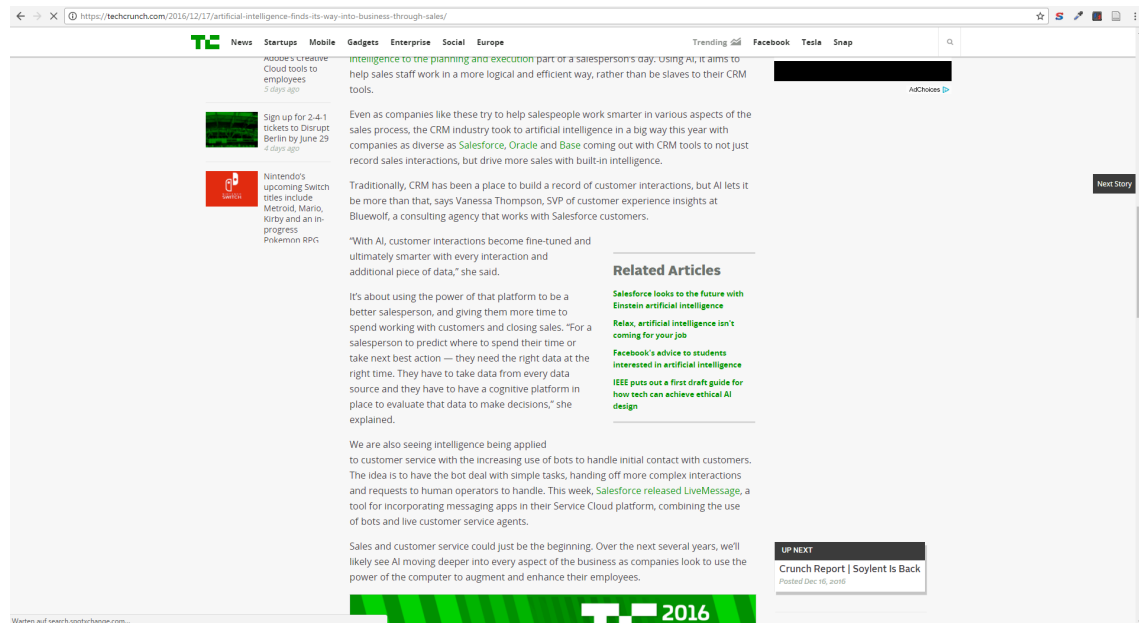 https://techcrunch.com/2016/12/17/artificial-intelligence-finds-its-way-into-business-through-sales/
News Startups Mobile Gadgets Enterprise Social Europe Trending Facebook Tesla Snap
Adobe's Creative
Cloud tools to
employees
5 days ago
Sign up for 2-4-1
tickets to Disrupt
Berlin by June 29
4 days ago
Nintendo's
upcoming Switch
titles include
Metroid, Mario,
Kirby and an in-
progress
Pokemon RPG
intelligence to the planning and execution part of a salesperson's day. Using AI, it aims to
help sales staff work in a more logical and efficient way, rather than be slaves to their CRM
tools.
Even as companies like these try to help salespeople work smarter in various aspects of the
sales process, the CRM industry took to artificial intelligence in a big way this year with
companies as diverse as Salesforce, Oracle and Base coming out with CRM tools to not just
record sales interactions, but drive more sales with built-in intelligence.
Traditionally, CRM has been a place to build a record of customer interactions, but AI lets it
be more than that, says Vanessa Thompson, SVP of customer experience insights at
Bluewolf, a consulting agency that works with Salesforce customers.
"With AI, customer interactions become fine-tuned and
ultimately smarter with every interaction and
additional piece of data," she said.
It's about using the power of that platform to be a
better salesperson, and giving them more time to
spend working with customers and closing sales. "For a
salesperson to predict where to spend their time or
take next best action — they need the right data at the
right time. They have to take data from every data
source and they have to have a cognitive platform in
place to evaluate that data to make decisions," she
explained.
Related Articles
Salesforce looks to the future with
Einstein artificial intelligence
Relax, artificial intelligence isn't
coming for your job
Facebook's advice to students
interested in artificial intelligence
IEEE puts out a first draft guide for
how tech can achieve ethical AI
design
We are also seeing intelligence being applied
to customer service with the increasing use of bots to handle initial contact with customers.
The idea is to have the bot deal with simple tasks, handing off more complex interactions
and requests to human operators to handle. This week, Salesforce released LiveMessage, a
tool for incorporating messaging apps in their Service Cloud platform, combining the use
of bots and live customer service agents.
Sales and customer service could just be the beginning. Over the next several years, we'll
likely see AI moving deeper into every aspect of the business as companies look to use the
power of the computer to augment and enhance their employees.
2016
AdChoices
Next Story
UP NEXT
Crunch Report | Soylent Is Back
Posted Dec 16, 2016
Warten auf search.spotxchange.com...